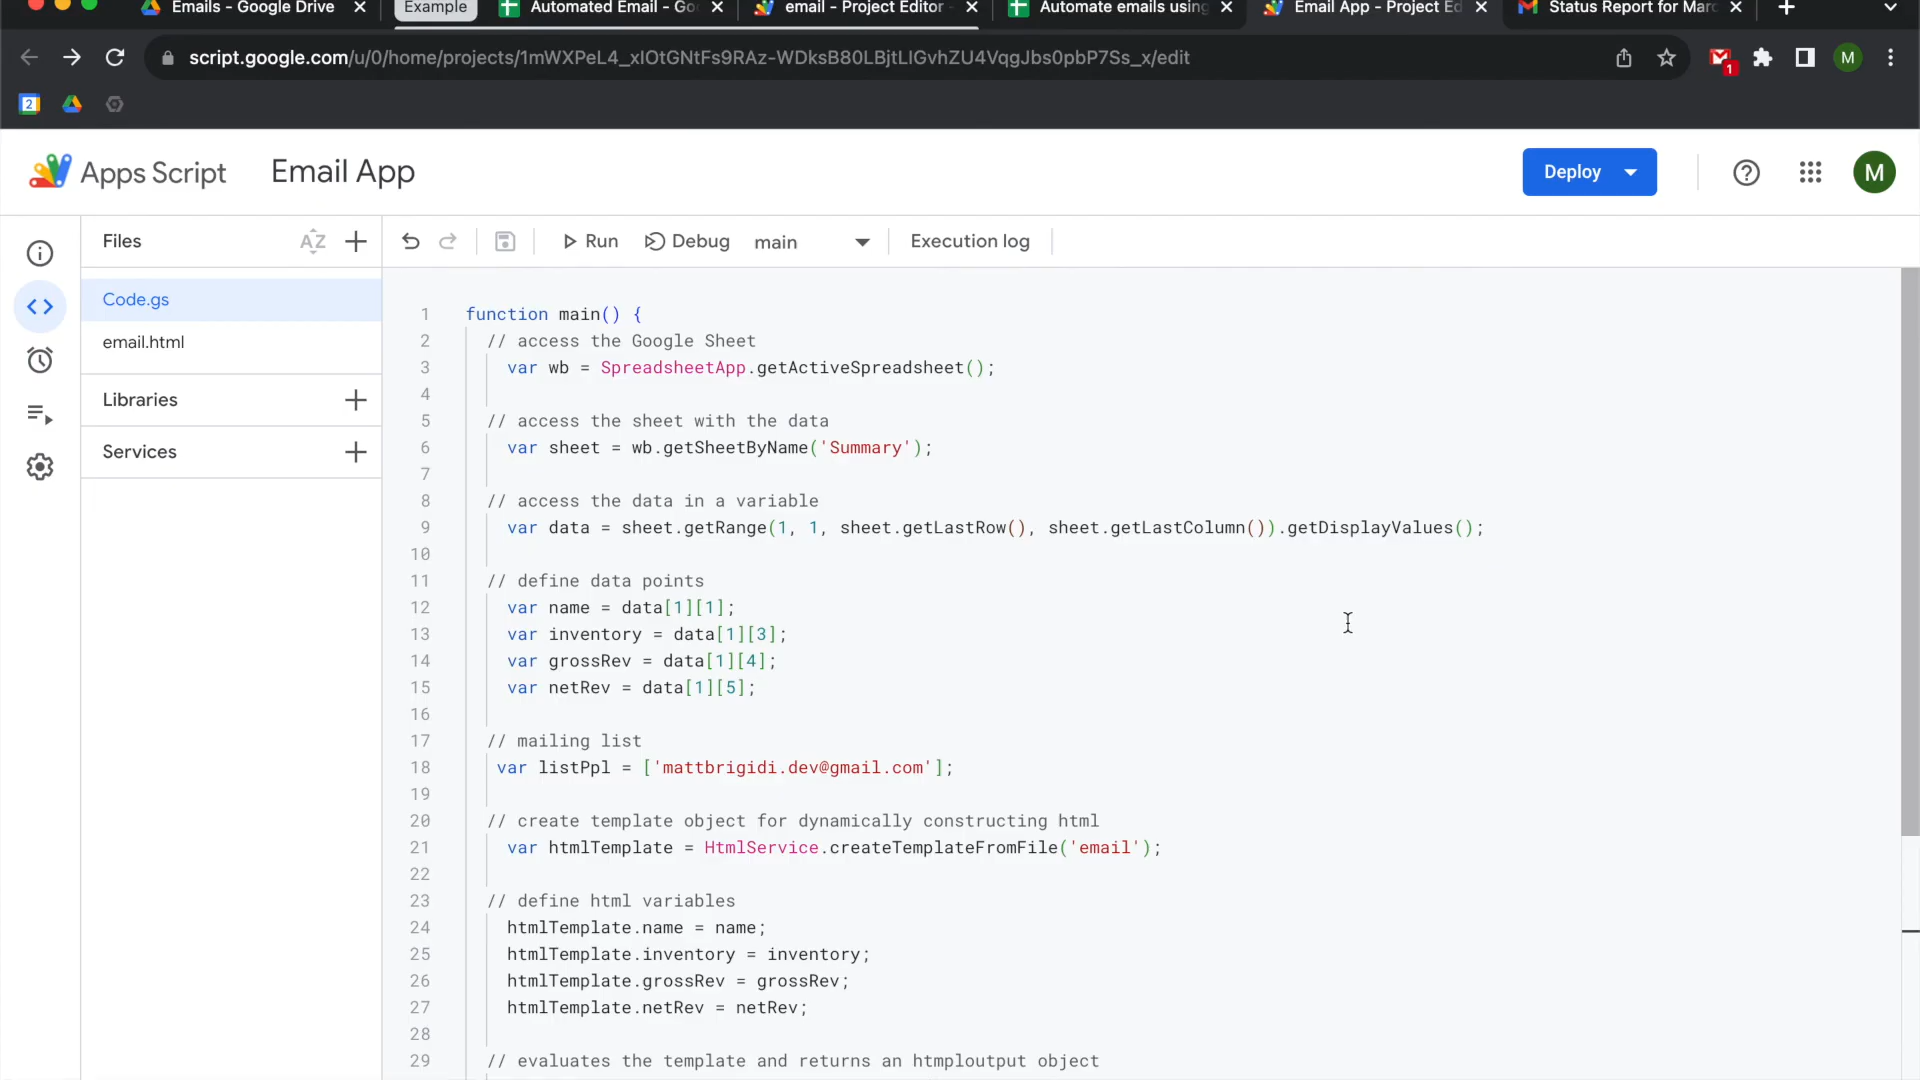 Emails - Google Drive
Example
Automated Email - Go
email - Project Editor -
Automate emails using
Email App - Project Ed
Status Report for Marc
script.google.com/u/0/home/projects/1mWXPeL4_xIOtGNtFs9RAz-WDksB80LBjtLIGvhZU4VqgJbs0pbP7Ss_x/edit
1
M
2
Apps Script
Email App
Deploy
M
Files
AZ
Run
Debug
main
Execution log
Code.gs
email.html
Libraries
Services
1 function main() {
2 // access the Google Sheet
3 var wb = SpreadsheetApp.getActiveSpreadsheet();
4
5 // access the sheet with the data
6 var sheet = wb.getSheetByName('Summary');
7
8 // access the data in a variable
9 var data = sheet.getRange(1, 1, sheet.getLastRow(), sheet.getLastColumn()).getDisplayValues();
10
11 // define data points
12 var name = data[1][1];
13 var inventory = data[1][3];
14 var grossRev = data[1][4];
15 var netRev = data[1][5];
16
17 // mailing list
18 var listPpl = ['mattbrigidi.dev@gmail.com'];
19
20 // create template object for dynamically constructing html
21 var htmlTemplate = HtmlService.createTemplateFromFile('email');
22
23 // define html variables
24 htmlTemplate.name = name;
25 htmlTemplate.inventory = inventory;
26 htmlTemplate.grossRev = grossRev;
27 htmlTemplate.netRev = netRev;
28
29 // evaluates the template and returns an htmploutput object